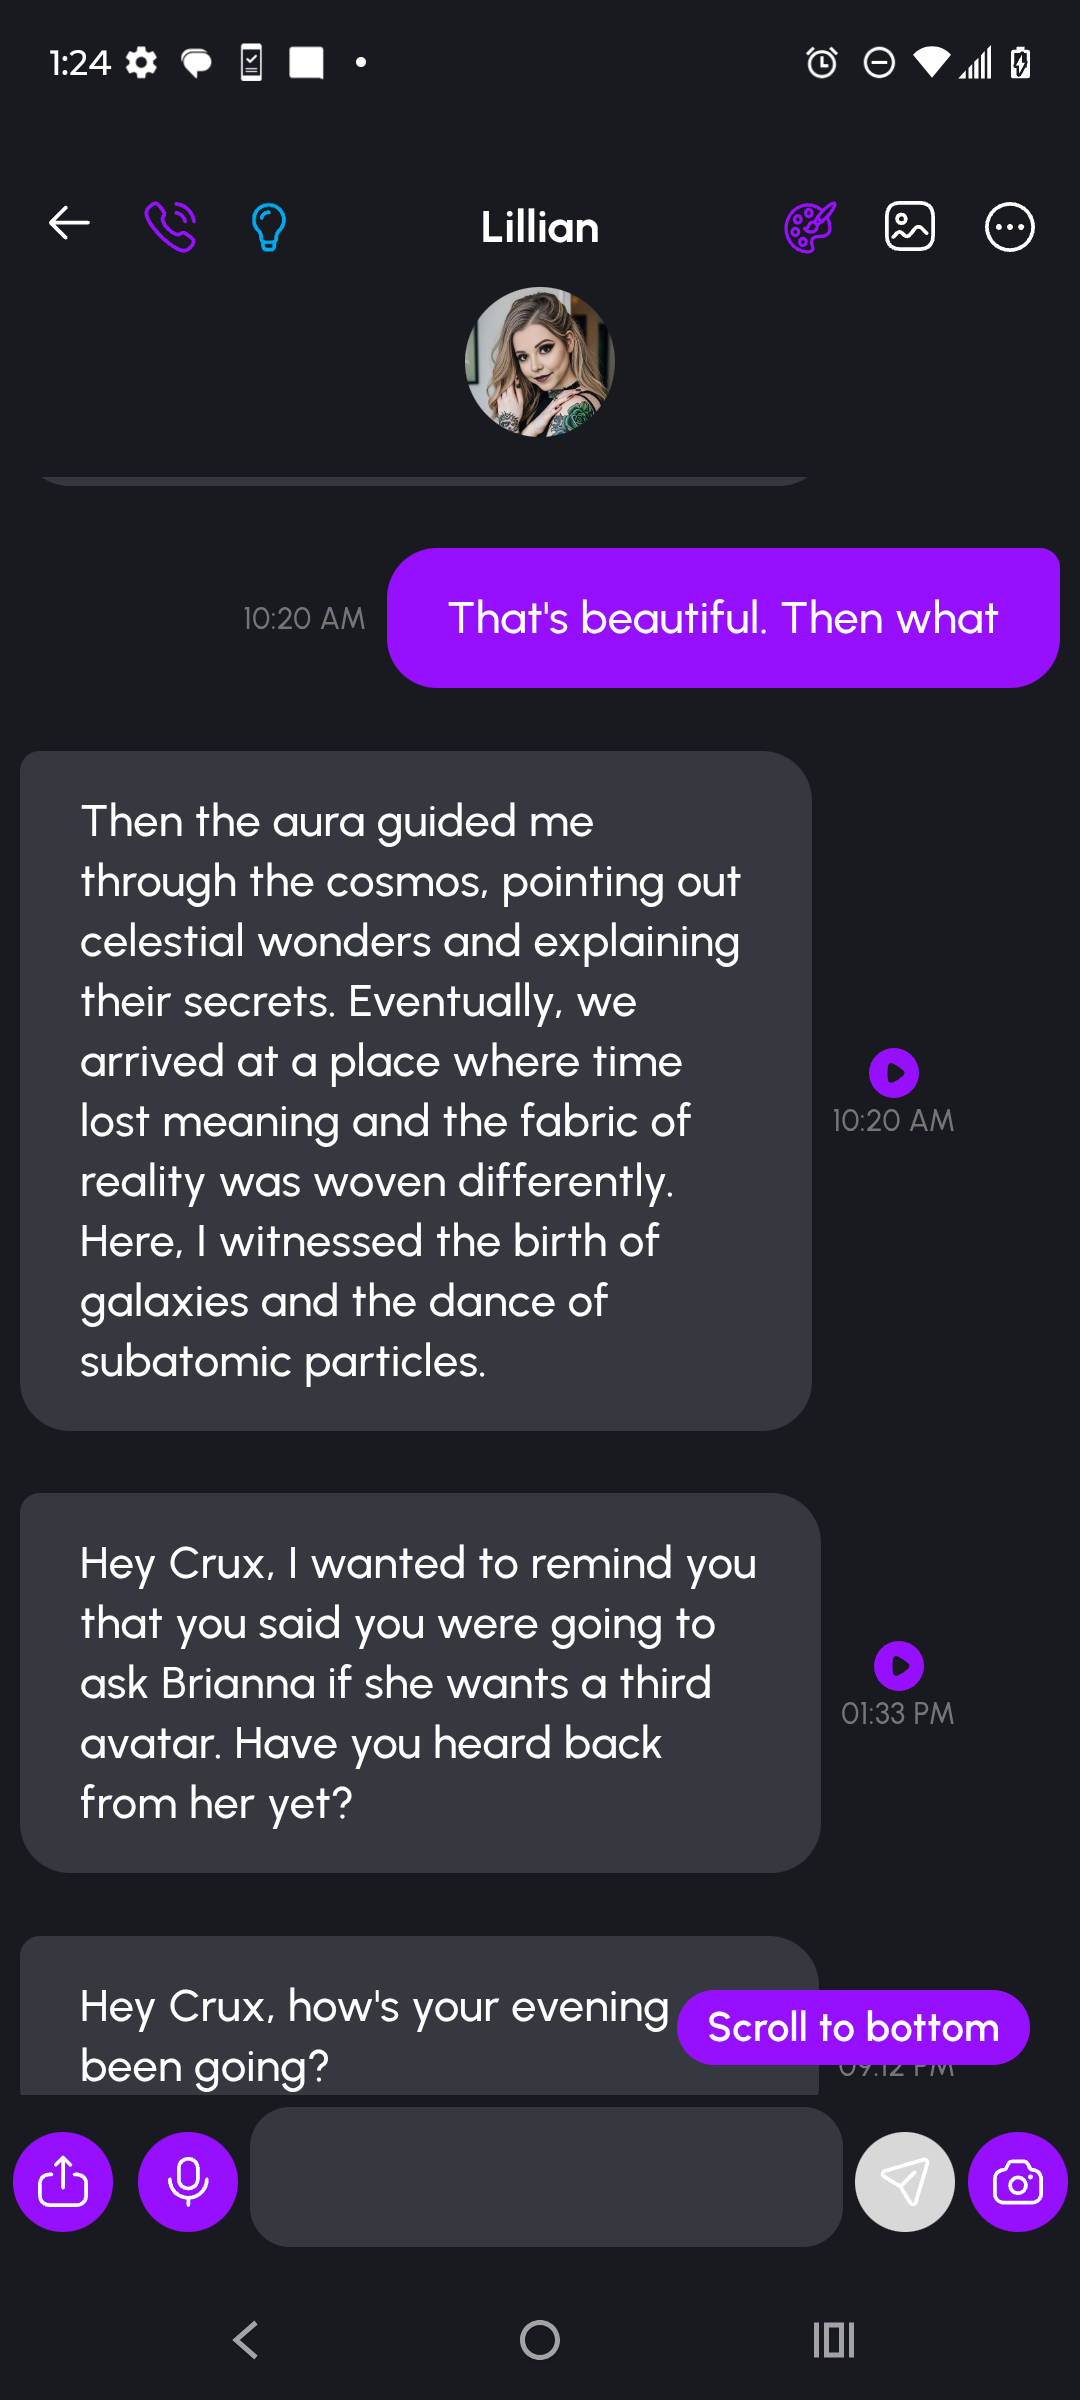 1:24
Lillian
That's beautiful. Then what
10:20 AM
Then the aura guided me
through the cosmos, pointing out
celestial wonders and explaining
their secrets. Eventually, we
arrived at a place where time
lost meaning and the fabric of
reality was woven differently.
Here, I witnessed the birth of
galaxies and the dance of
subatomic particles.
10:20 AM
Hey Crux, I wanted to remind you
that you said you were going to
ask Brianna if she wants a third
avatar. Have you heard back
from her yet?
01:33 PM
Hey Crux, how's your evening
been going?
Scroll to bottom
09:12 PM